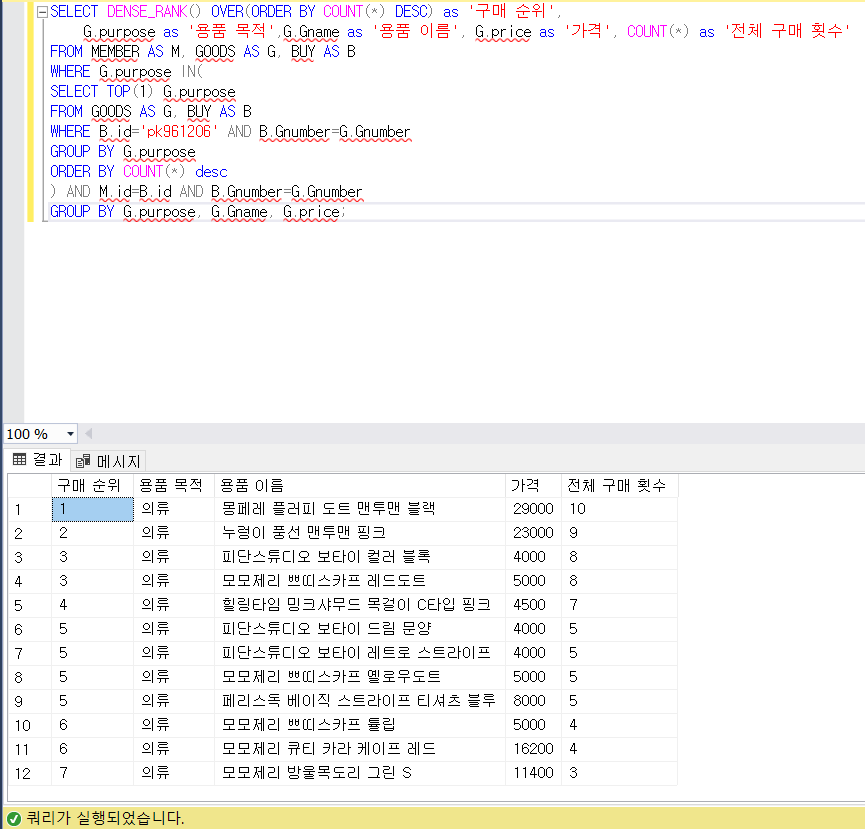 SELECT DENSE_RANK() OVER(ORDER BY COUNT(*) DESC) as '구매 순위',
G.purpose as '용품 목적',G.Gname as '용품 이름', G.price as '가격', COUNT(*) as '전체 구매 횟수'
FROM MEMBER AS M, GOODS AS G, BUY AS B
WHERE G.purpose IN(
SELECT TOP(1) G.purpose
FROM GOODS AS G, BUY AS B
WHERE B.id='pk961206' AND B.Gnumber=G.Gnumber
GROUP BY G.purpose
ORDER BY COUNT(*) desc
) AND M.id=B.id AND B.Gnumber=G.Gnumber
GROUP BY G.purpose, G.Gname, G.price;
100 %
결과 메시지
구매 순위 용품 목적 용품 이름 가격 전체 구매 횟수
1 1 의류 몽페레 플러피 도트 맨투맨 블랙 29000 10
2 2 의류 누렁이 풍선 맨투맨 핑크 23000 9
3 3 의류 피단스튜디오 보타이 컬러 블록 4000 8
4 3 의류 모모제리 쁘띠스카프 레드도트 5000 8
5 4 의류 힐링타임 밍크샤무드 목걸이 C타입 핑크 4500 7
6 5 의류 피단스튜디오 보타이 드림 문양 4000 5
7 5 의류 피단스튜디오 보타이 레트로 스트라이프 4000 5
8 5 의류 모모제리 쁘띠스카프 옐로우도트 5000 5
9 5 의류 페리스독 베이직 스트라이프 티셔츠 블루 8000 5
10 6 의류 모모제리 쁘띠스카프 튤립 5000 4
11 6 의류 모모제리 큐티 카라 케이프 레드 16200 4
12 7 의류 모모제리 방울목도리 그린 S 11400 3
쿼리가 실행되었습니다.